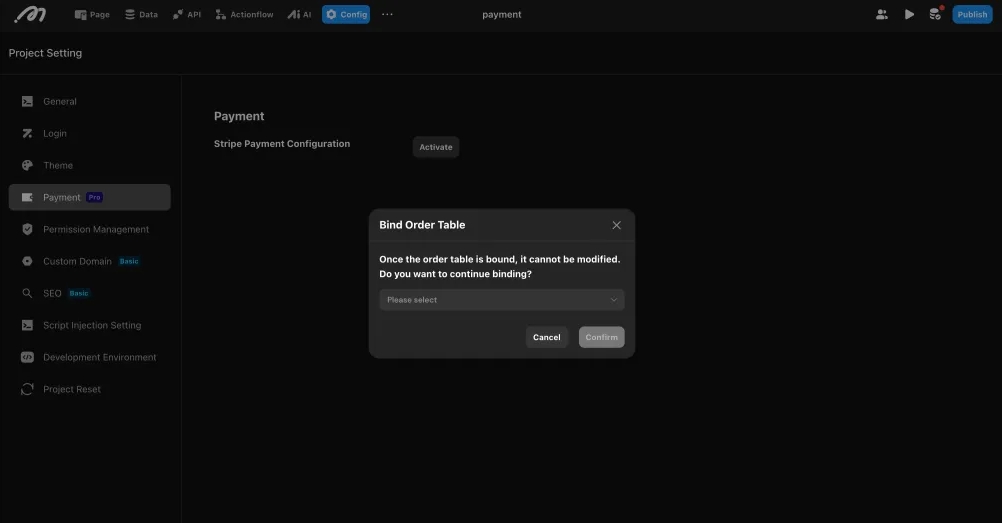 Page Data API Actionflow Ai AI Config ··· payment Publish
Project Setting
General
Login
Theme
Payment Pro
Permission Management
Custom Domain Basic
SEO Basic
Script Injection Setting
Development Environment
Project Reset
Payment
Stripe Payment Configuration Activate
Bind Order Table
Once the order table is bound, it cannot be modified.
Do you want to continue binding?
Please select
Cancel Confirm